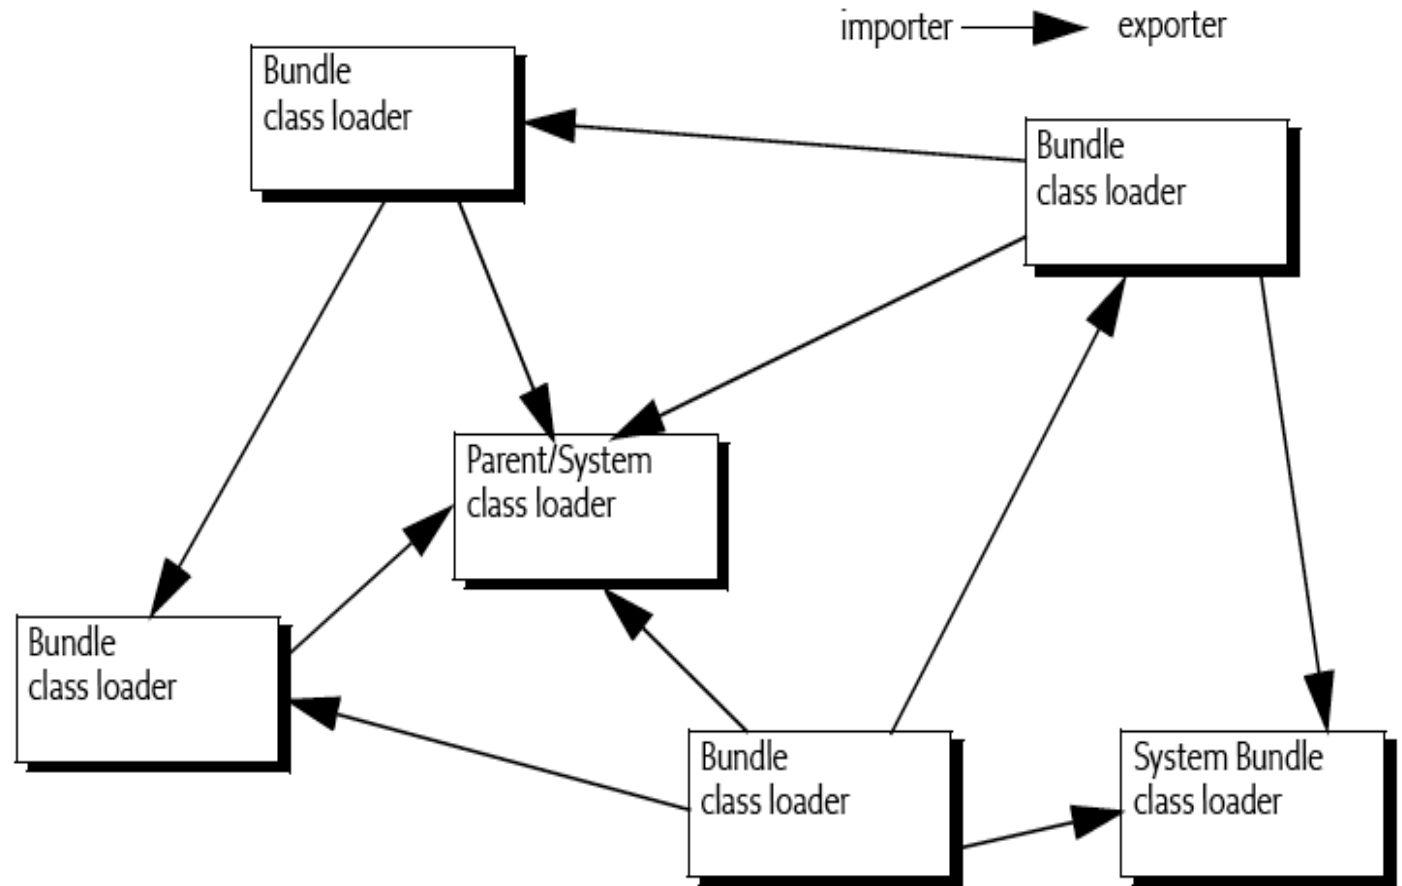 importer exporter
Bundle
class loader
Bundle
class loader
Parent/System
class loader
Bundle
class loader
Bundle
class loader
System Bundle
class loader